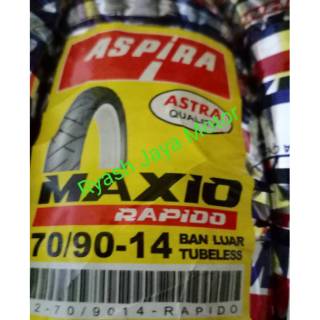 ASPIRA
ASTRA
QUALITY
Ryash Jaya Motor
MAXIO
RAPIDO
70/90-14
BAN LUAR
TUBELESS
2-70/9014-RAPIDO